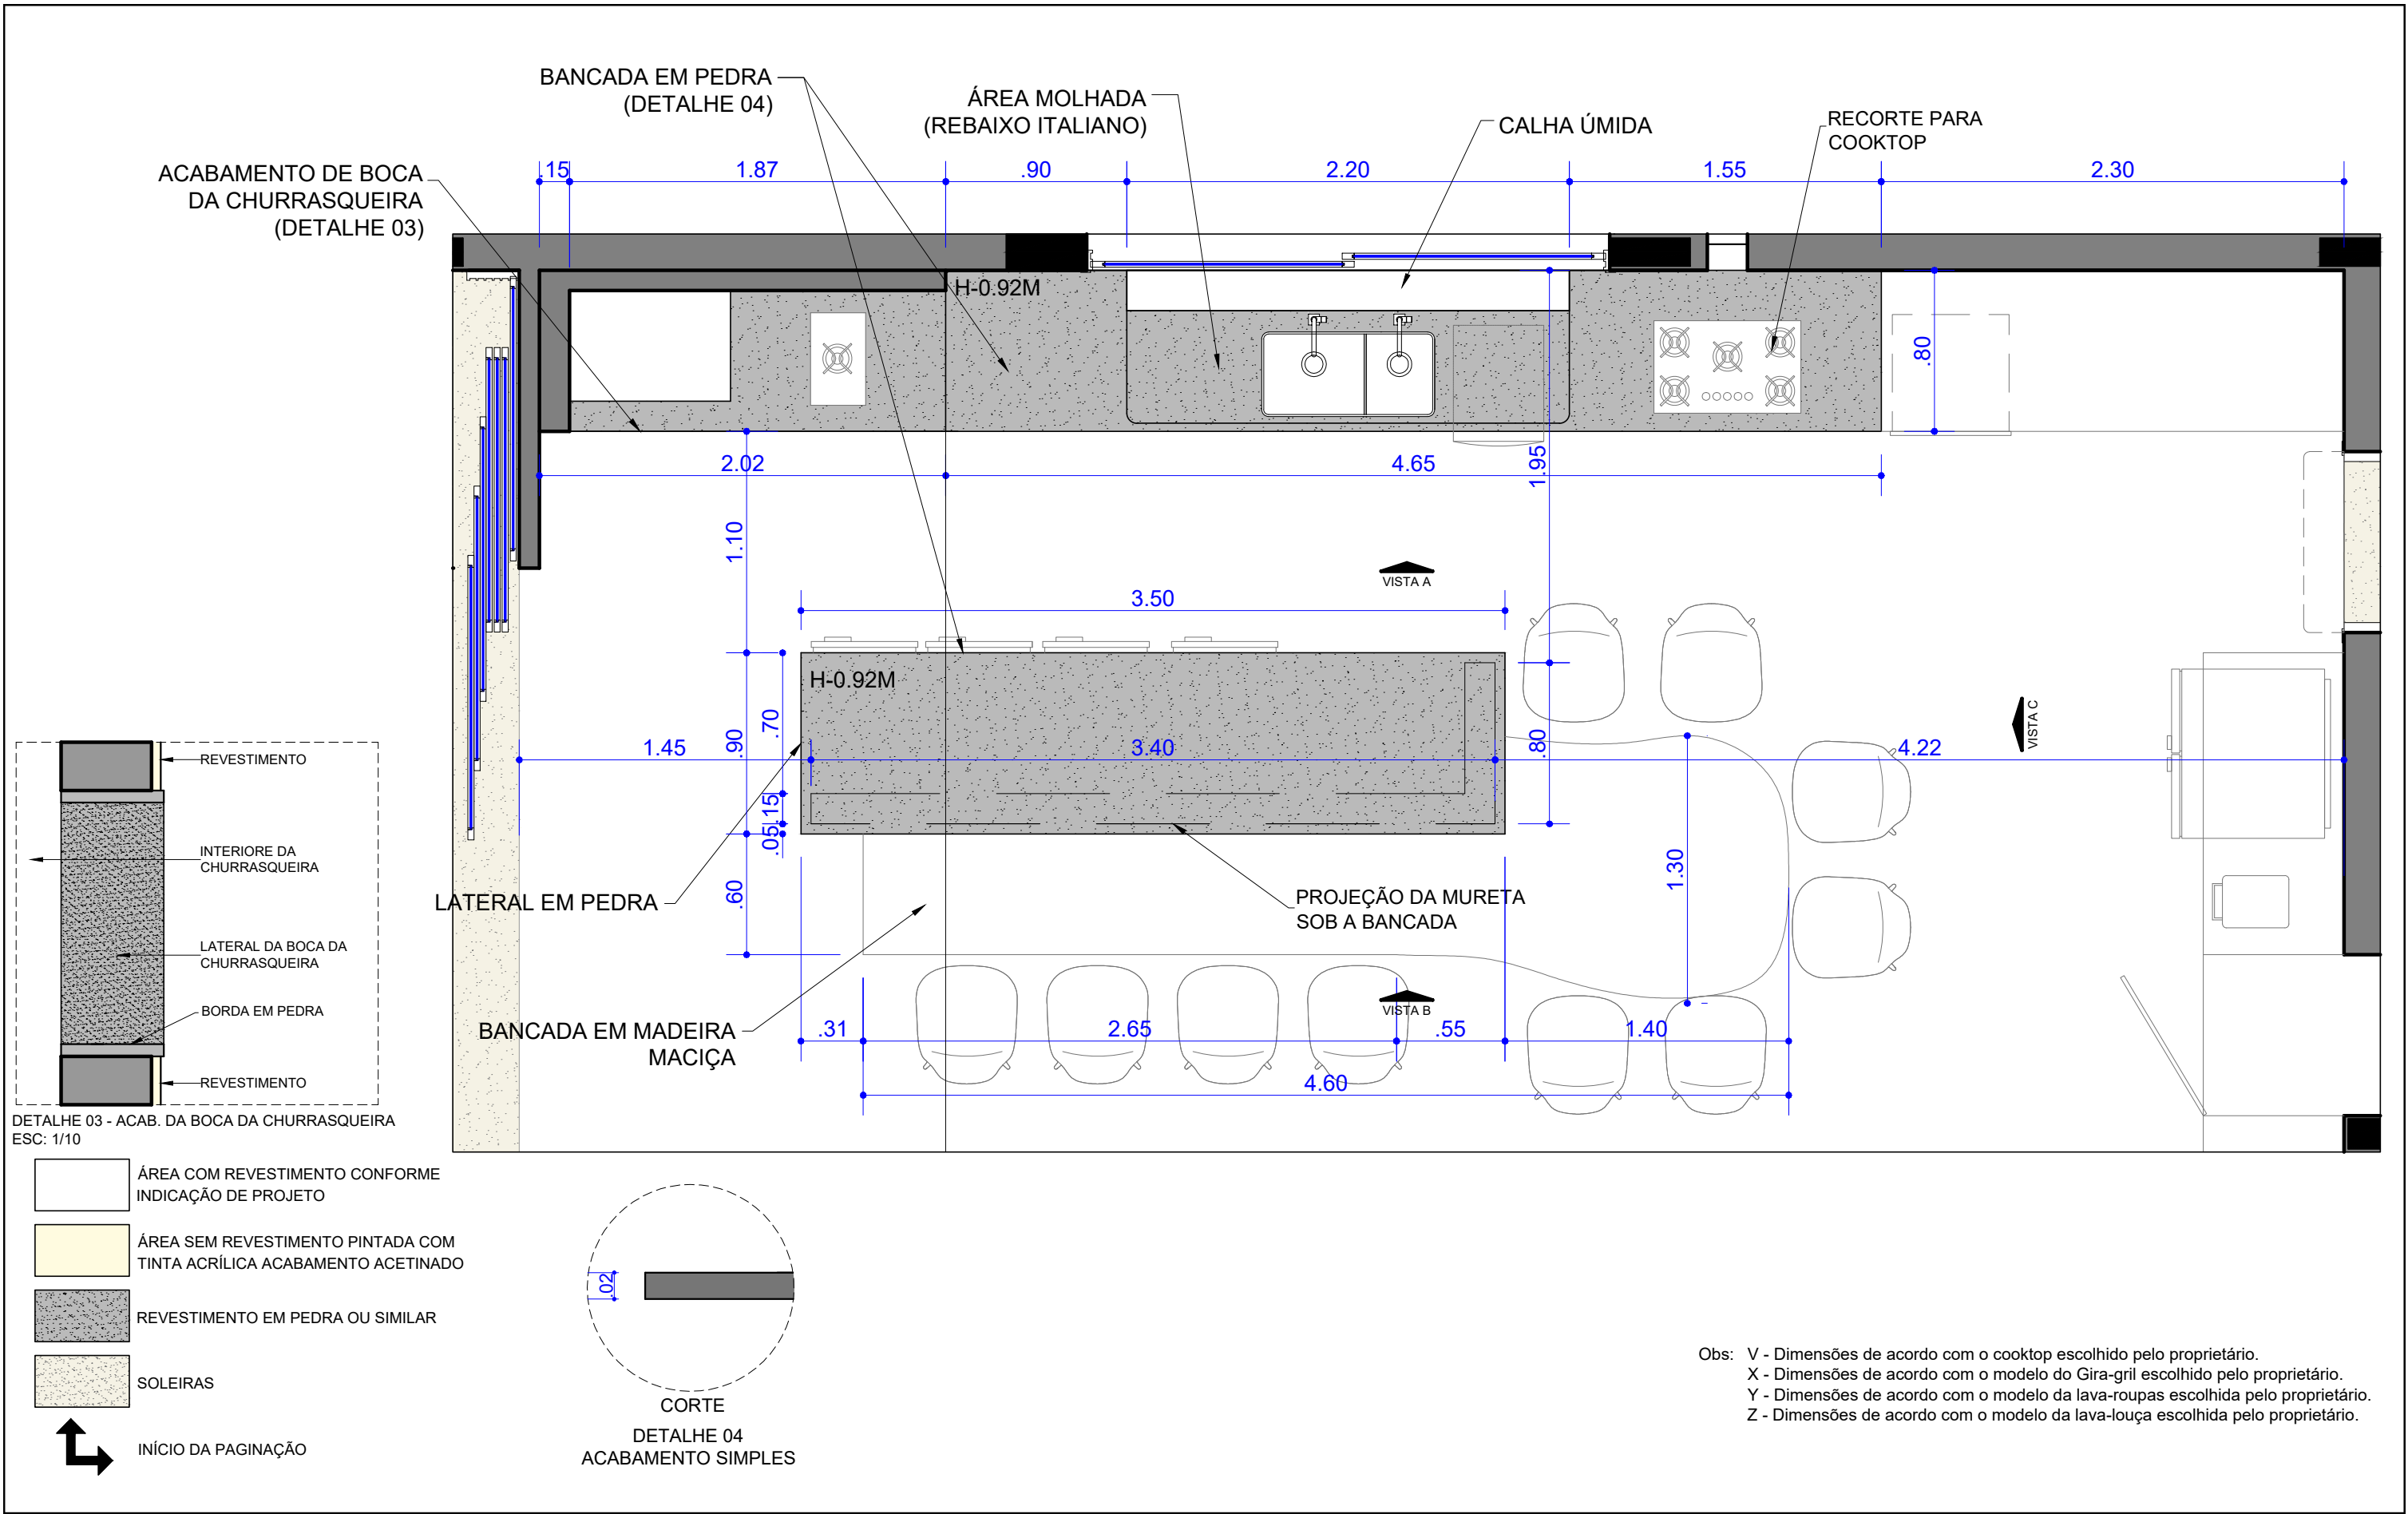 BANCADA EM PEDRA
(DETALHE 04)
ÁREA MOLHADA
(REBAIXO ITALIANO)
CALHA ÚMIDA
RECORTE PARA
COOKTOP
ACABAMENTO DE BOCA
DA CHURRASQUEIRA
(DETALHE 03)
.15
1.87
.90
2.20
1.55
2.30
H-0.92M
.80
2.02
4.65
1.95
1.10
VISTA A
3.50
H-0.92M
.70
.90
1.45
3.40
.80
4.22
VISTA C
.15
.05
.60
1.30
LATERAL EM PEDRA
PROJEÇÃO DA MURETA
SOB A BANCADA
BANCADA EM MADEIRA
MACIÇA
VISTA B
.31
2.65
.55
1.40
4.60
REVESTIMENTO
INTERIORE DA
CHURRASQUEIRA
LATERAL DA BOCA DA
CHURRASQUEIRA
BORDA EM PEDRA
REVESTIMENTO
DETALHE 03 - ACAB. DA BOCA DA CHURRASQUEIRA
ESC: 1/10
ÁREA COM REVESTIMENTO CONFORME
INDICAÇÃO DE PROJETO
ÁREA SEM REVESTIMENTO PINTADA COM
TINTA ACRÍLICA ACABAMENTO ACETINADO
REVESTIMENTO EM PEDRA OU SIMILAR
SOLEIRAS
INÍCIO DA PAGINAÇÃO
.02
CORTE
DETALHE 04
ACABAMENTO SIMPLES
Obs: V - Dimensões de acordo com o cooktop escolhido pelo proprietário.
X - Dimensões de acordo com o modelo do Gira-gril escolhido pelo proprietário.
Y - Dimensões de acordo com o modelo da lava-roupas escolhida pelo proprietário.
Z - Dimensões de acordo com o modelo da lava-louça escolhida pelo proprietário.